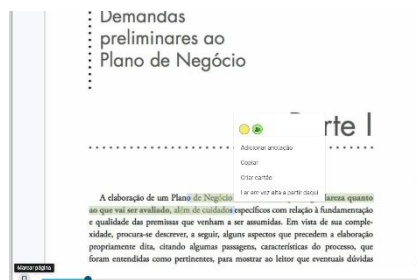 Demandas
preliminares ao
Plano de Negócio
rte I
Adicionar anotação
Copiar
Criar cartão
Ler em voz alta a partir daqui
A elaboração de um Plano de Negócio lareza quanto
ao que vai ser avaliado, além de cuidados específicos com relação à fundamentação
e qualidade das premissas que venham a ser assumidas. Em vista de sua comple-
xidade, procura-se descrever, a seguir, alguns aspectos que precedem a elaboração
propriamente dita, citando algumas passagens, características do processo, que
foram entendidas como pertinentes, para mostrar ao leitor que eventuais dúvidas
Marcar página